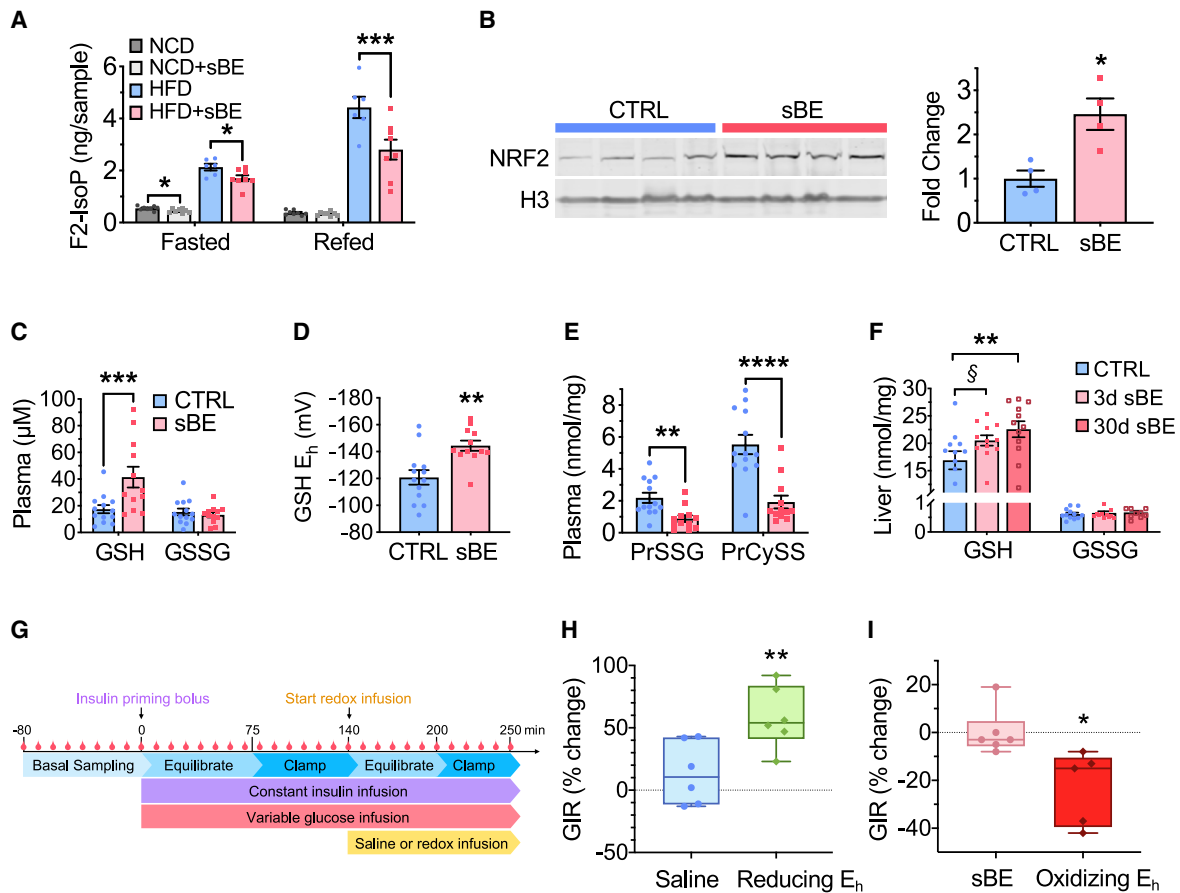 A
NCD
NCD+sBE
HFD
HFD+sBE
***
*
*
F2-IsoP (ng/sample)
6
4
2
0
Fasted
Refed
B
CTRL
sBE
NRF2
H3
*
Fold Change
3
2
1
0
CTRL
sBE
C
***
CTRL
sBE
Plasma (µM)
100
80
60
40
20
0
GSH
GSSG
D
**
GSH Eh (mV)
-180
-160
-140
-120
-100
-80
CTRL
sBE
E
****
**
Plasma (nmol/mg)
10
8
6
4
2
0
PrSSG
PrCySS
F
**
§
CTRL
3d sBE
30d sBE
Liver (nmol/mg)
30
25
20
15
10
1
0
GSH
GSSG
G
Insulin priming bolus
Start redox infusion
-80
0
75
140
200
250 min
Basal Sampling
Equilibrate
Clamp
Equilibrate
Clamp
Constant insulin infusion
Variable glucose infusion
Saline or redox infusion
H
**
GIR (% change)
100
50
0
-50
Saline
Reducing Eh
I
*
GIR (% change)
20
0
-20
-40
sBE
Oxidizing Eh